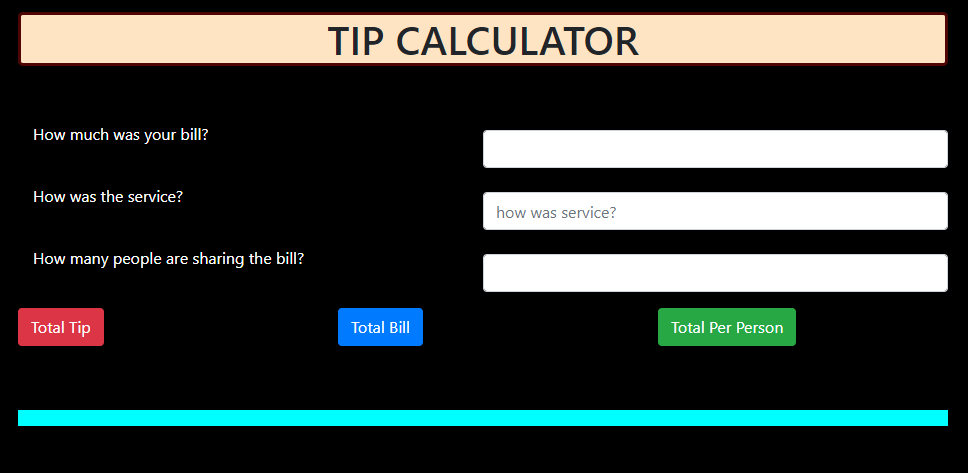 TIP CALCULATOR
How much was your bill?
How was the service?
how was service?
How many people are sharing the bill?
Total Tip
Total Bill
Total Per Person